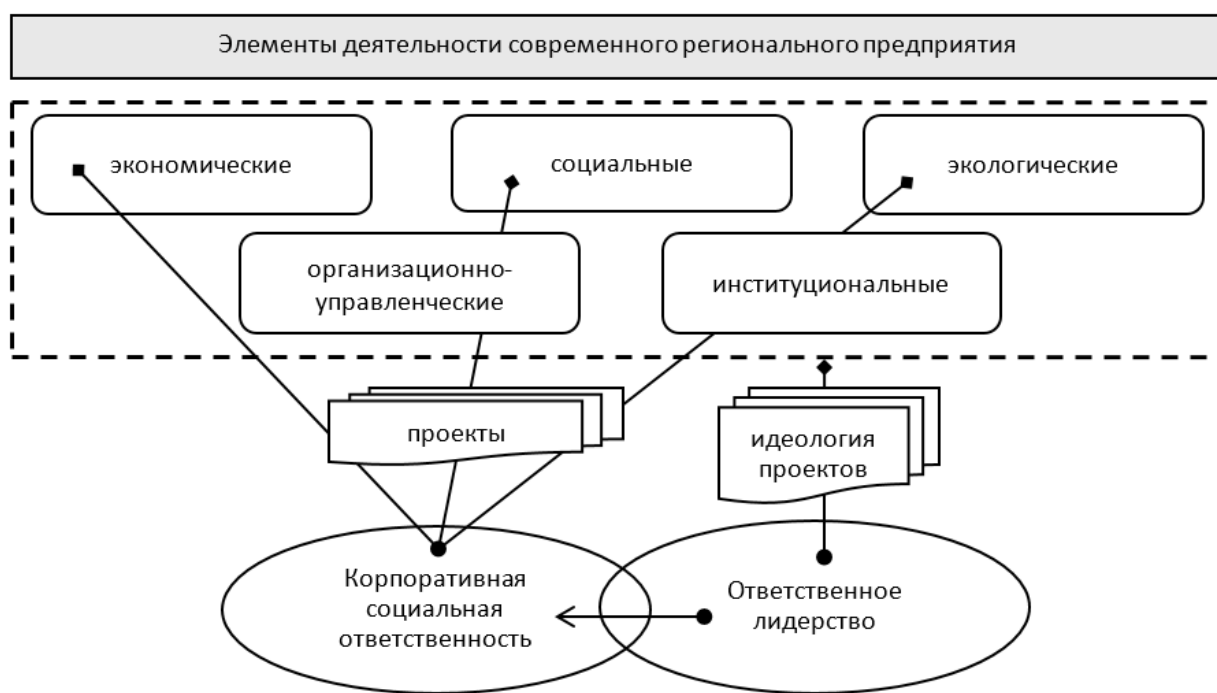 Элементы деятельности современного регионального предприятия
экономические
социальные
экологические
организационно-
управленческие
институциональные
проекты
идеология
проектов
Корпоративная
социальная
ответственность
Ответственное
лидерство